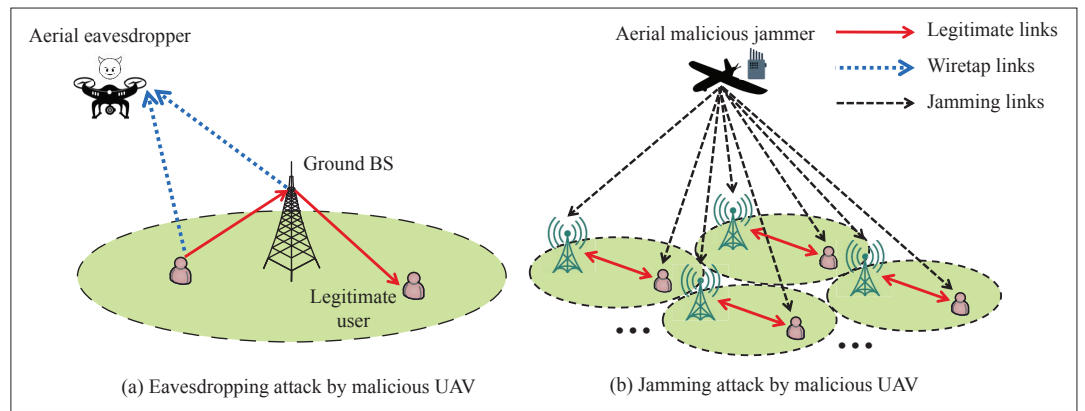 Aerial eavesdropper
Ground BS
Legitimate
user
(a) Eavesdropping attack by malicious UAV
Aerial malicious jammer
Legitimate links
Wiretap links
Jamming links
(b) Jamming attack by malicious UAV